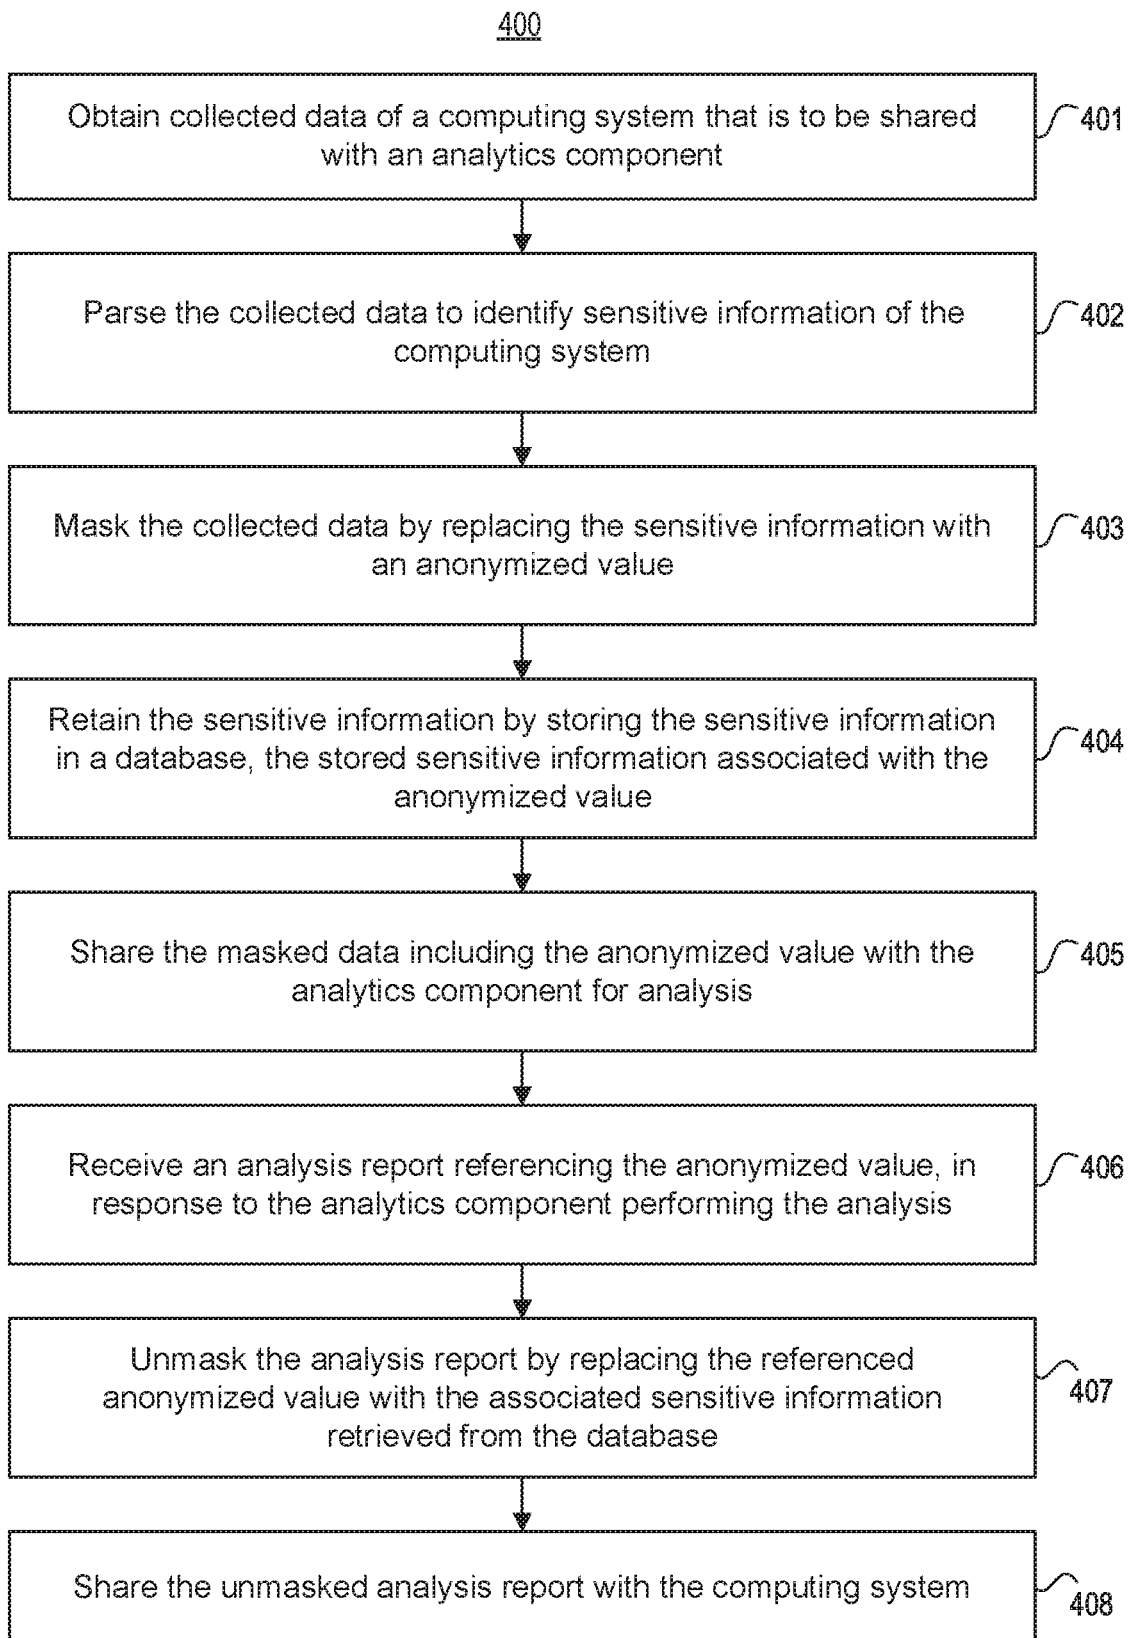 400
Obtain collected data of a computing system that is to be shared
with an analytics component
401
Parse the collected data to identify sensitive information of the
computing system
402
Mask the collected data by replacing the sensitive information with
an anonymized value
403
Retain the sensitive information by storing the sensitive information
in a database, the stored sensitive information associated with the
anonymized value
404
Share the masked data including the anonymized value with the
analytics component for analysis
405
Receive an analysis report referencing the anonymized value, in
response to the analytics component performing the analysis
406
Unmask the analysis report by replacing the referenced
anonymized value with the associated sensitive information
retrieved from the database
407
Share the unmasked analysis report with the computing system
408